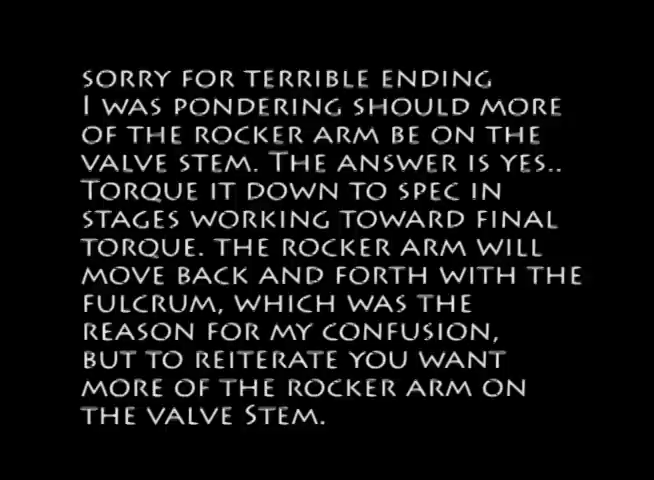 sorry for terrible ending
I was pondering should more
of the rocker arm be on the
valve stem. The answer is yes..
Torque it down to spec in
stages working toward final
torque. the rocker arm will
move back and forth with the
fulcrum, which was the
reason for my confusion,
but to reiterate you want
more of the rocker arm on
the valve Stem.